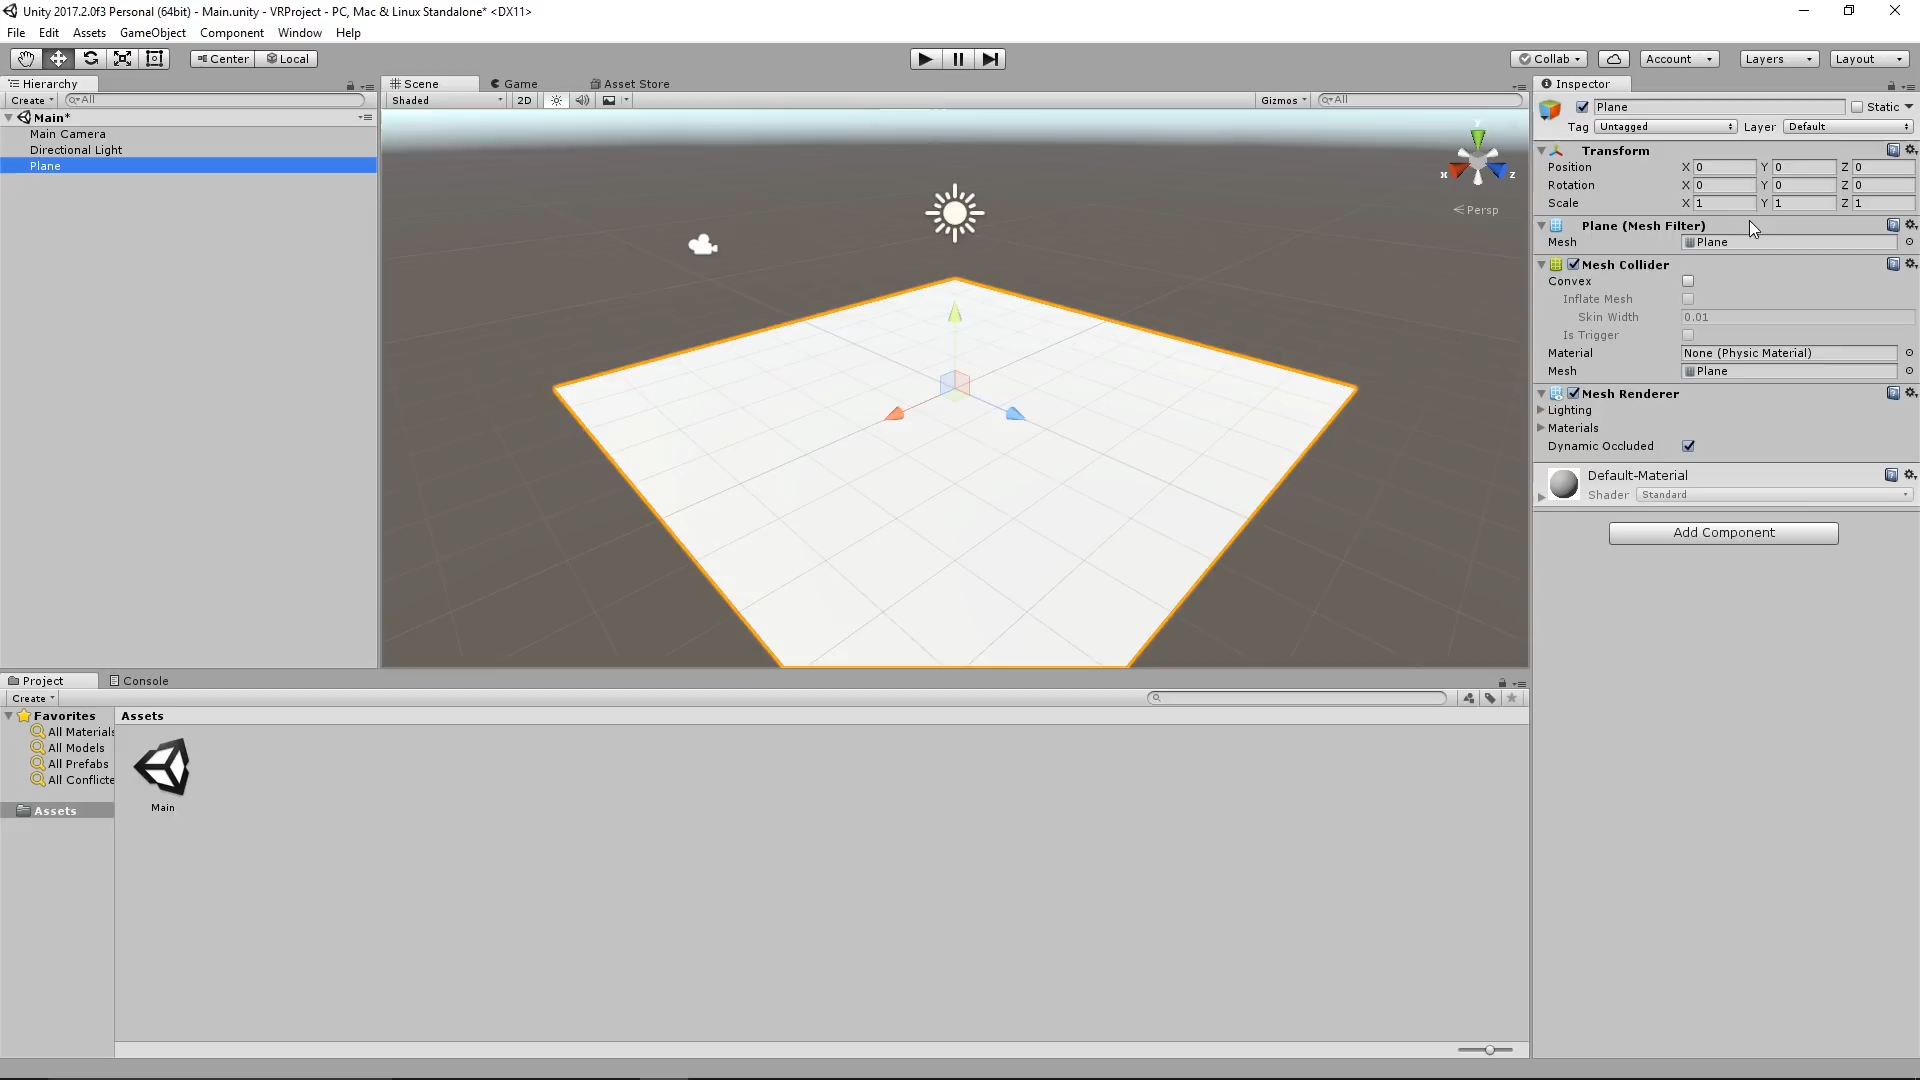 Unity 2017.2.0f3 Personal (64bit) - Main.unity - VRProject - PC, Mac & Linux Standalone* <DX11>
File Edit Assets GameObject Component Window Help
Center Local Collab Account Layers Layout
Hierarchy
Create All
Main*
Main Camera
Directional Light
Plane
Scene Game Asset Store
Shaded 2D Gizmos All
y
x z
Persp
Inspector
Plane Static
Tag Untagged Layer Default
Transform
Position X 0 Y 0 Z 0
Rotation X 0 Y 0 Z 0
Scale X 1 Y 1 Z 1
Plane (Mesh Filter)
Mesh Plane
Mesh Collider
Convex
Inflate Mesh
Skin Width 0.01
Is Trigger
Material None (Physic Material)
Mesh Plane
Mesh Renderer
Lighting
Materials
Dynamic Occluded
Default-Material
Shader Standard
Add Component
Project Console
Create
Favorites
All Materials
All Models
All Prefabs
All Conflicte
Assets
Assets
Main